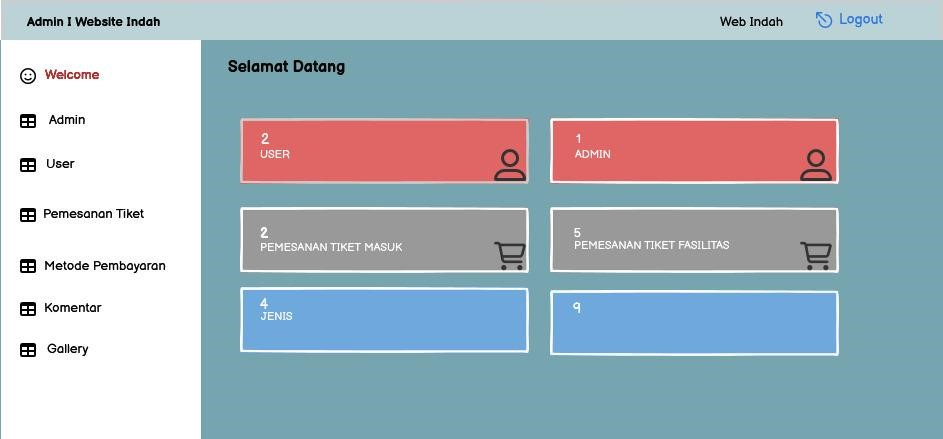 Admin I Website Indah
Web Indah
Logout
Welcome
Admin
User
Pemesanan Tiket
Metode Pembayaran
Komentar
Gallery
Selamat Datang
2
USER
1
ADMIN
2
PEMESANAN TIKET MASUK
5
PEMESANAN TIKET FASILITAS
4
JENIS
9